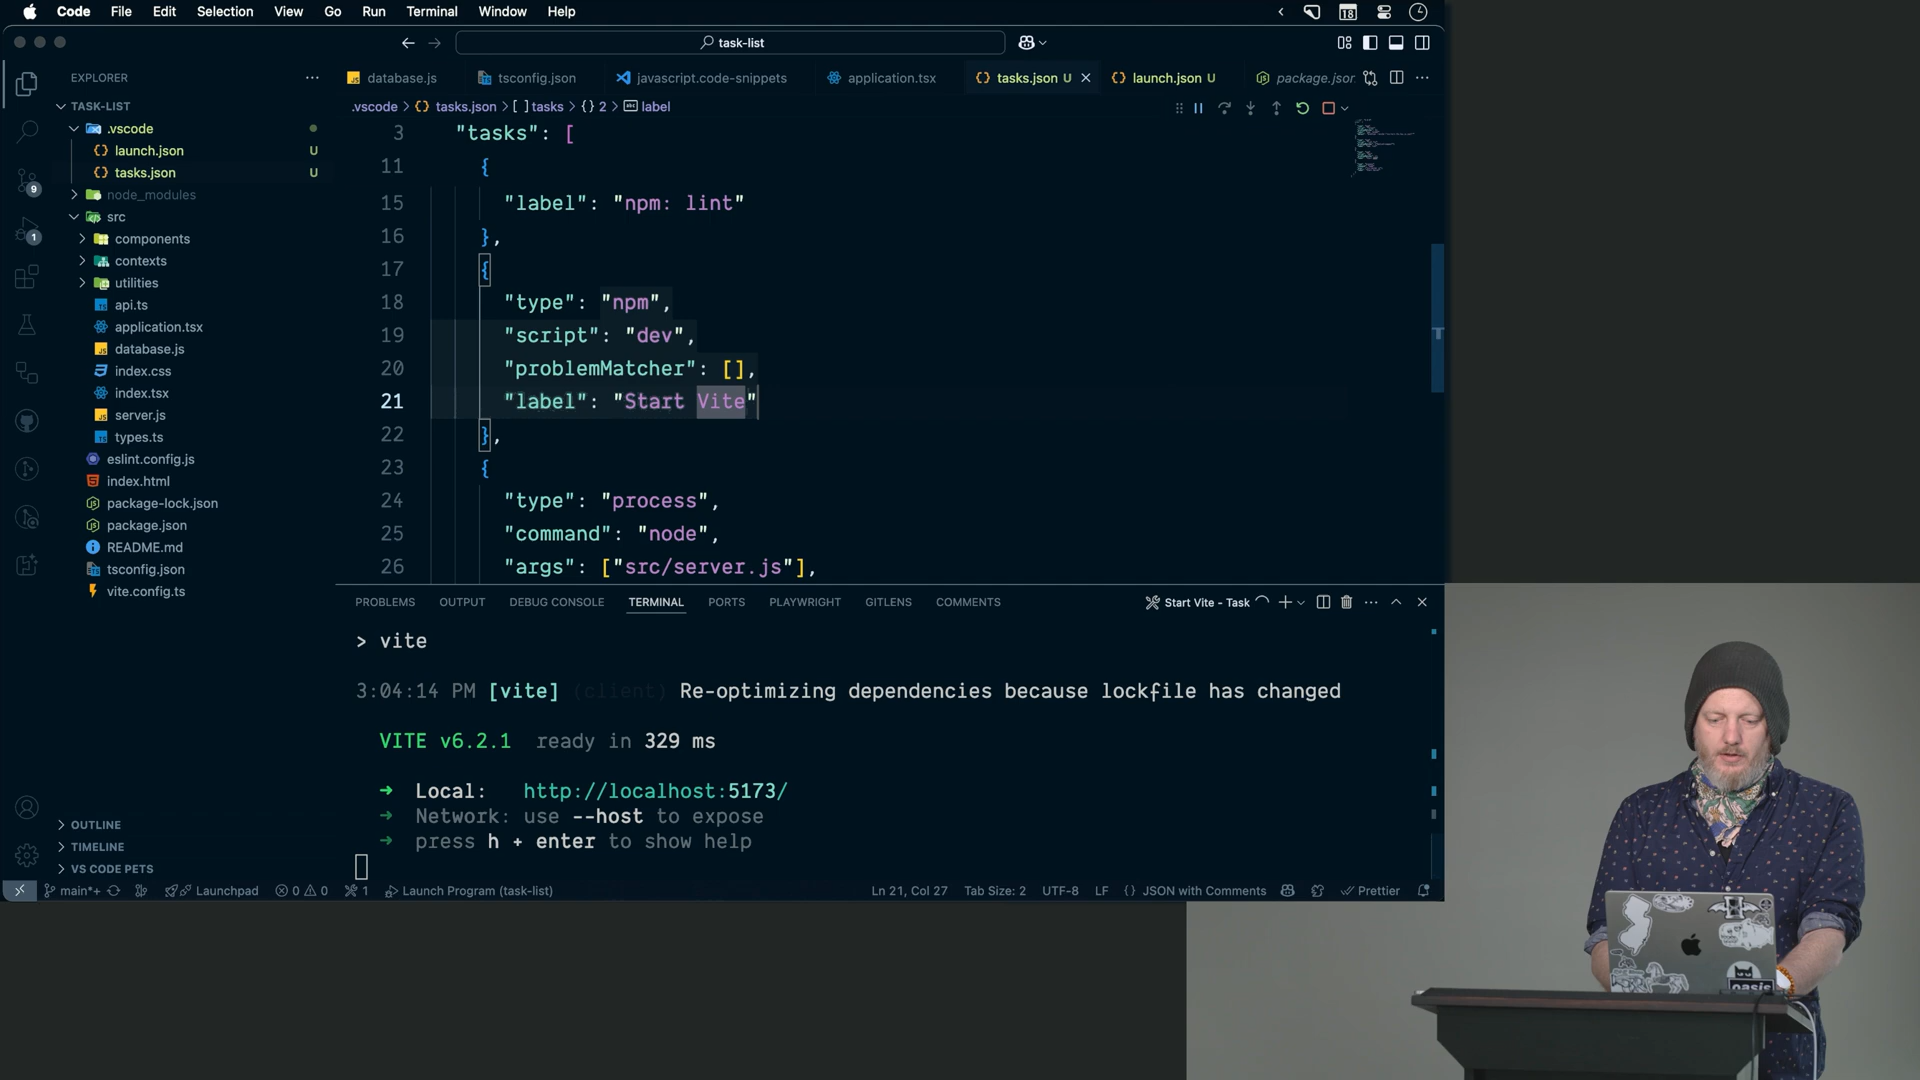 Code File Edit Selection View Go Run Terminal Window Help
18
task-list
EXPLORER
TASK-LIST
.vscode
launch.json U
tasks.json U
node_modules
src
components
contexts
utilities
api.ts
application.tsx
database.js
index.css
index.tsx
server.js
types.ts
eslint.config.js
index.html
package-lock.json
package.json
README.md
tsconfig.json
vite.config.ts
OUTLINE
TIMELINE
VS CODE PETS
9
1
database.js tsconfig.json javascript.code-snippets application.tsx tasks.json U launch.json U package.jsor
.vscode > {} tasks.json > [ ] tasks > {} 2 > label
3 "tasks": [
11 {
15 "label": "npm: lint"
16 },
17 {
18 "type": "npm",
19 "script": "dev",
20 "problemMatcher": [],
21 "label": "Start Vite"
22 },
23 {
24 "type": "process",
25 "command": "node",
26 "args": ["src/server.js"],
PROBLEMS OUTPUT DEBUG CONSOLE TERMINAL PORTS PLAYWRIGHT GITLENS COMMENTS Start Vite - Task
> vite
3:04:14 PM [vite] (client) Re-optimizing dependencies because lockfile has changed
VITE v6.2.1 ready in 329 ms
➜ Local: http://localhost:5173/
➜ Network: use --host to expose
➜ press h + enter to show help
main*+ Launchpad 0 0 1 Launch Program (task-list) Ln 21, Col 27 Tab Size: 2 UTF-8 LF {} JSON with Comments Prettier
oasis